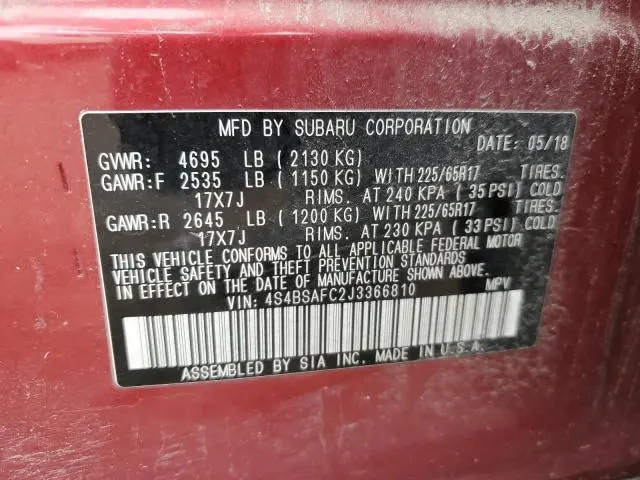 MFD BY SUBARU CORPORATION
DATE: 05/18
GVWR: 4695 LB (2130 KG)
GAWR:F 2535 LB (1150 KG) WITH 225/65R17 TIRES.
17X7J RIMS. AT 240 KPA (35 PSI) COLD
GAWR:R 2645 LB (1200 KG) WITH 225/65R17 TIRES.
17X7J RIMS. AT 230 KPA (33 PSI) COLD
THIS VEHICLE CONFORMS TO ALL APPLICABLE FEDERAL MOTOR
VEHICLE SAFETY AND THEFT PREVENTION STANDARDS IN
EFFECT ON THE DATE OF MANUFACTURE SHOWN ABOVE.
VIN: 4S4BSAFC2J3366810 MPV
ASSEMBLED BY SIA INC. MADE IN U.S.A.